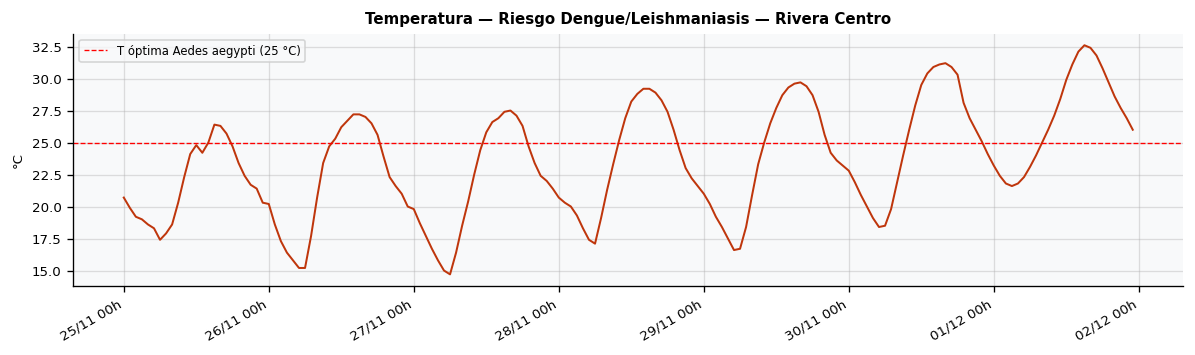 Temperatura — Riesgo Dengue/Leishmaniasis — Rivera Centro
T óptima Aedes aegypti (25 °C)
°C
32.5
30.0
27.5
25.0
22.5
20.0
17.5
15.0
25/11 00h
26/11 00h
27/11 00h
28/11 00h
29/11 00h
30/11 00h
01/12 00h
02/12 00h